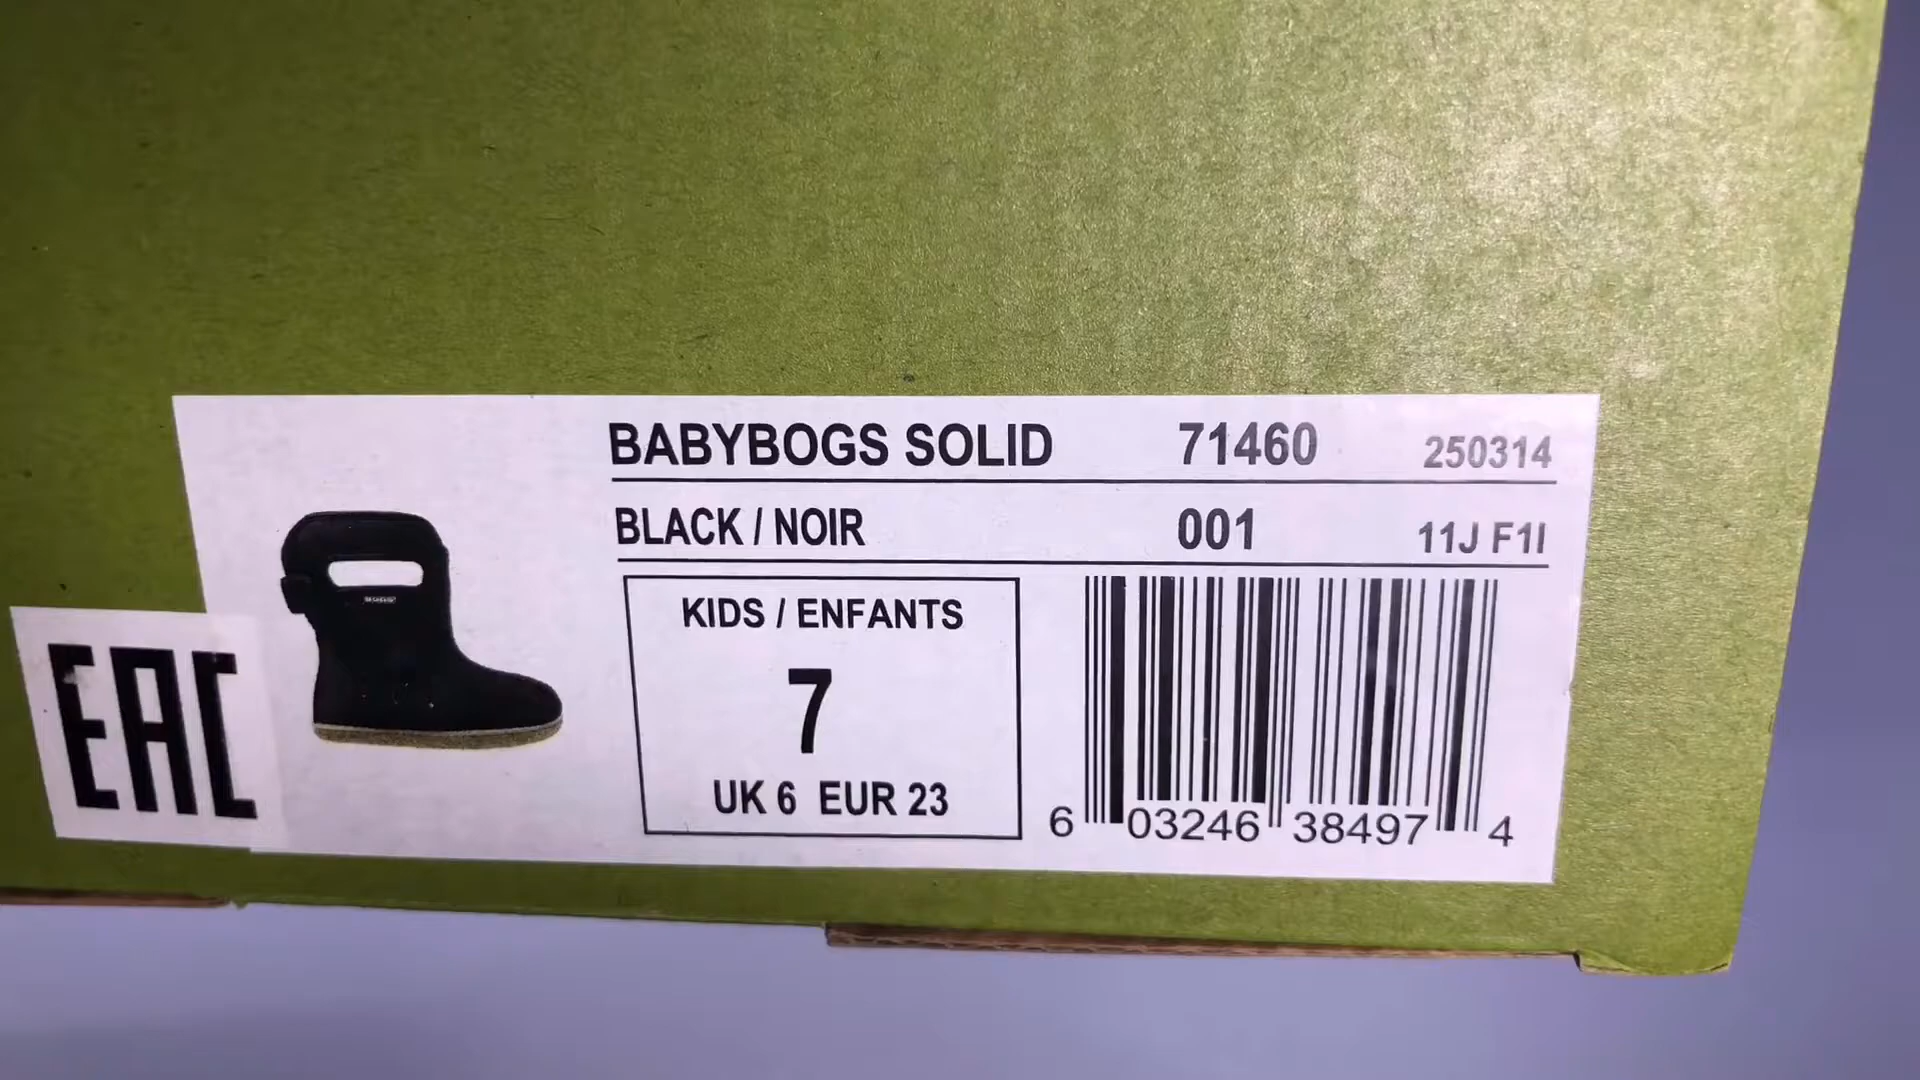 BABYBOGS SOLID 71460 250314
BLACK / NOIR 001 11J F1I
KIDS / ENFANTS
7
UK 6 EUR 23
6 03246 38497 4
EAC